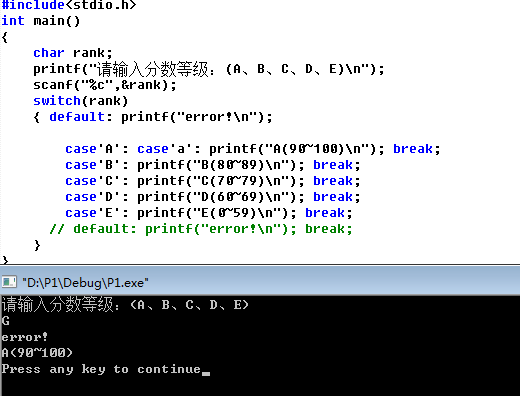 #include<stdio.h>
int main()
{
    char rank;
    printf("请输入分数等级：(A、B、C、D、E)\n");
    scanf("%c",&rank);
    switch(rank)
    { default: printf("error!\n");
        case'A': case'a': printf("A(90~100)\n"); break;
        case'B': printf("B(80~89)\n"); break;
        case'C': printf("C(70~79)\n"); break;
        case'D': printf("D(60~69)\n"); break;
        case'E': printf("E(0~59)\n"); break;
      // default: printf("error!\n"); break;
    }
}
"D:\P1\Debug\P1.exe"
请输入分数等级：(A、B、C、D、E)
G
error!
A(90~100)
Press any key to continue_